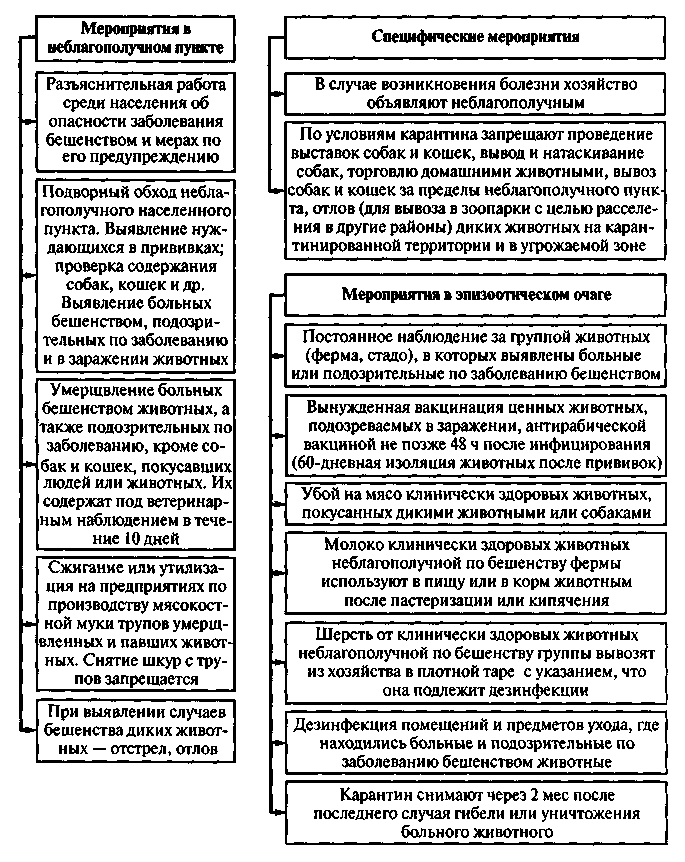 Мероприятия в
неблагополучном пункте
Разъяснительная работа
среди населения об
опасности заболевания
бешенством и мерах по
его предупреждению
Подворный обход небла-
гополучного населенного
пункта. Выявление нуж-
дающихся в прививках;
проверка содержания
собак, кошек и др.
Выявление больных
бешенством, подозри-
тельных по заболеванию
и в заражении животных
Умерщвление больных
бешенством животных, а
также подозрительных по
заболеванию, кроме со-
бак и кошек, покусавших
людей или животных. Их
содержат под ветеринар-
ным наблюдением в тече-
ние 10 дней
Сжигание или утилиза-
ция на предприятиях по
производству мясокост-
ной муки трупов умерщ-
вленных и павших живот-
ных. Снятие шкур с тру-
пов запрещается
При выявлении случаев
бешенства диких живот-
ных — отстрел, отлов
Специфические мероприятия
В случае возникновения болезни хозяйство
объявляют неблагополучным
По условиям карантина запрещают проведение
выставок собак и кошек, вывод и натаскивание
собак, торговлю домашними животными, вывоз
собак и кошек за пределы неблагополучного пунк-
та, отлов (для вывоза в зоопарки с целью расселе-
ния в другие районы) диких животных на каран-
тинированной территории и в угрожаемой зоне
Мероприятия в эпизоотическом очаге
Постоянное наблюдение за группой животных
(ферма, стадо), в которых выявлены больные
или подозрительные по заболеванию бешенством
Вынужденная вакцинация ценных животных,
подозреваемых в заражении, антирабической
вакциной не позже 48 ч после инфицирования
(60-дневная изоляция животных после прививок)
Убой на мясо клинически здоровых животных,
покусанных дикими животными или собаками
Молоко клинически здоровых животных
неблагополучной по бешенству фермы
используют в пищу или в корм животным
после пастеризации или кипячения
Шерсть от клинически здоровых животных
неблагополучной по бешенству группы вывозят
из хозяйства в плотной таре с указанием, что
она подлежит дезинфекции
Дезинфекция помещений и предметов ухода, где
находились больные и подозрительные по
заболеванию бешенством животные
Карантин снимают через 2 мес после
последнего случая гибели или уничтожения
больного животного